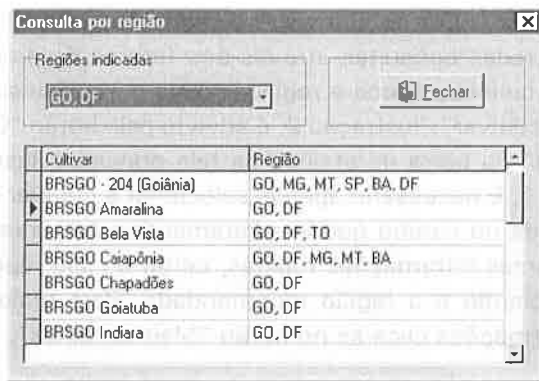 Consulta por região
Regiões indicadas
GO, DF
Fechar
Cultivar Região
BRSGO - 204 (Goiânia) GO, MG, MT, SP, BA, DF
BRSGO Amaralina GO, DF
BRSGO Bela Vista GO, DF, TO
BRSGO Caiapônia GO, DF, MG, MT, BA
BRSGO Chapadões GO, DF
BRSGO Goiatuba GO, DF
BRSGO Indiara GO, DF